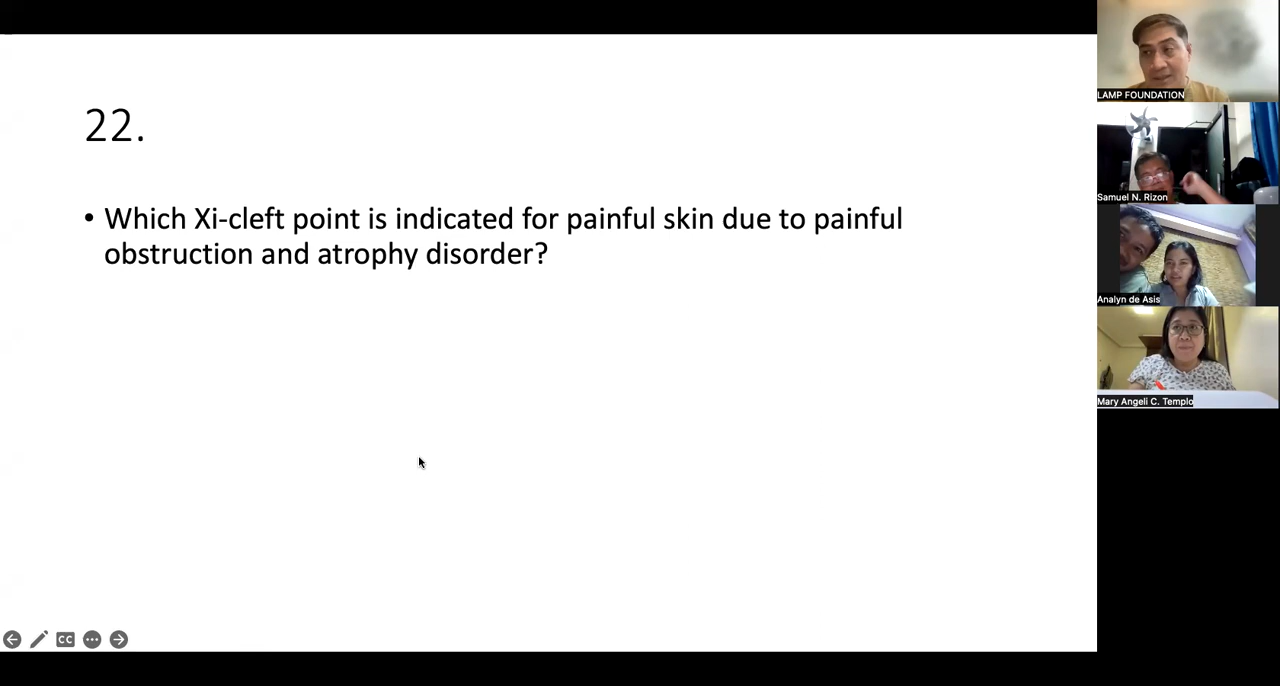 22.
• Which Xi-cleft point is indicated for painful skin due to painful
obstruction and atrophy disorder?
LAMP FOUNDATION
Samuel N. Rizon
Analyn de Asis
Mary Angeli C. Templo
CC